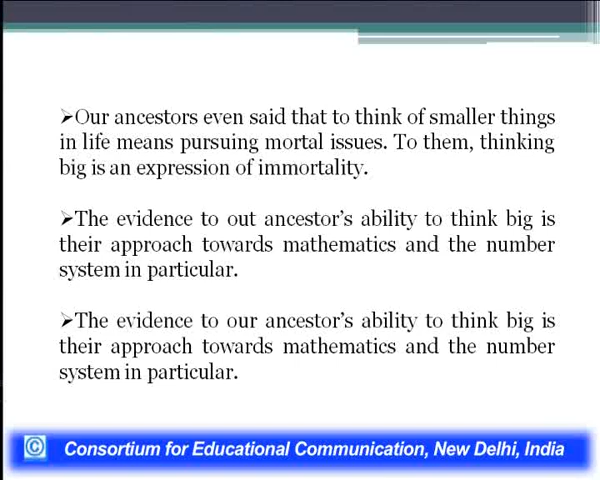 ➢Our ancestors even said that to think of smaller things
in life means pursuing mortal issues. To them, thinking
big is an expression of immortality.
➢The evidence to out ancestor's ability to think big is
their approach towards mathematics and the number
system in particular.
➢The evidence to our ancestor's ability to think big is
their approach towards mathematics and the number
system in particular.
© Consortium for Educational Communication, New Delhi, India